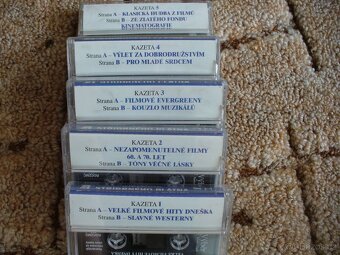 KAZETA 5
Strana A – KLASICKÁ HUDBA Z FILMŮ
Strana B – ZE ZLATÉHO FONDU
KINEMATOGRAFIE
KAZETA 4
Strana A – VÝLET ZA DOBRODRUŽSTVÍM
Strana B – PRO MLADÉ SRDCEM
KAZETA 3
Strana A – FILMOVÉ EVERGREENY
Strana B – KOUZLO MUZIKÁLŮ
KAZETA 2
Strana A – NEZAPOMENUTELNÉ FILMY
60. A 70. LET
Strana B – TÓNY VĚČNÉ LÁSKY
KAZETA 1
Strana A – VELKÉ FILMOVÉ HITY DNEŠKA
Strana B – SLAVNÉ WESTERNY